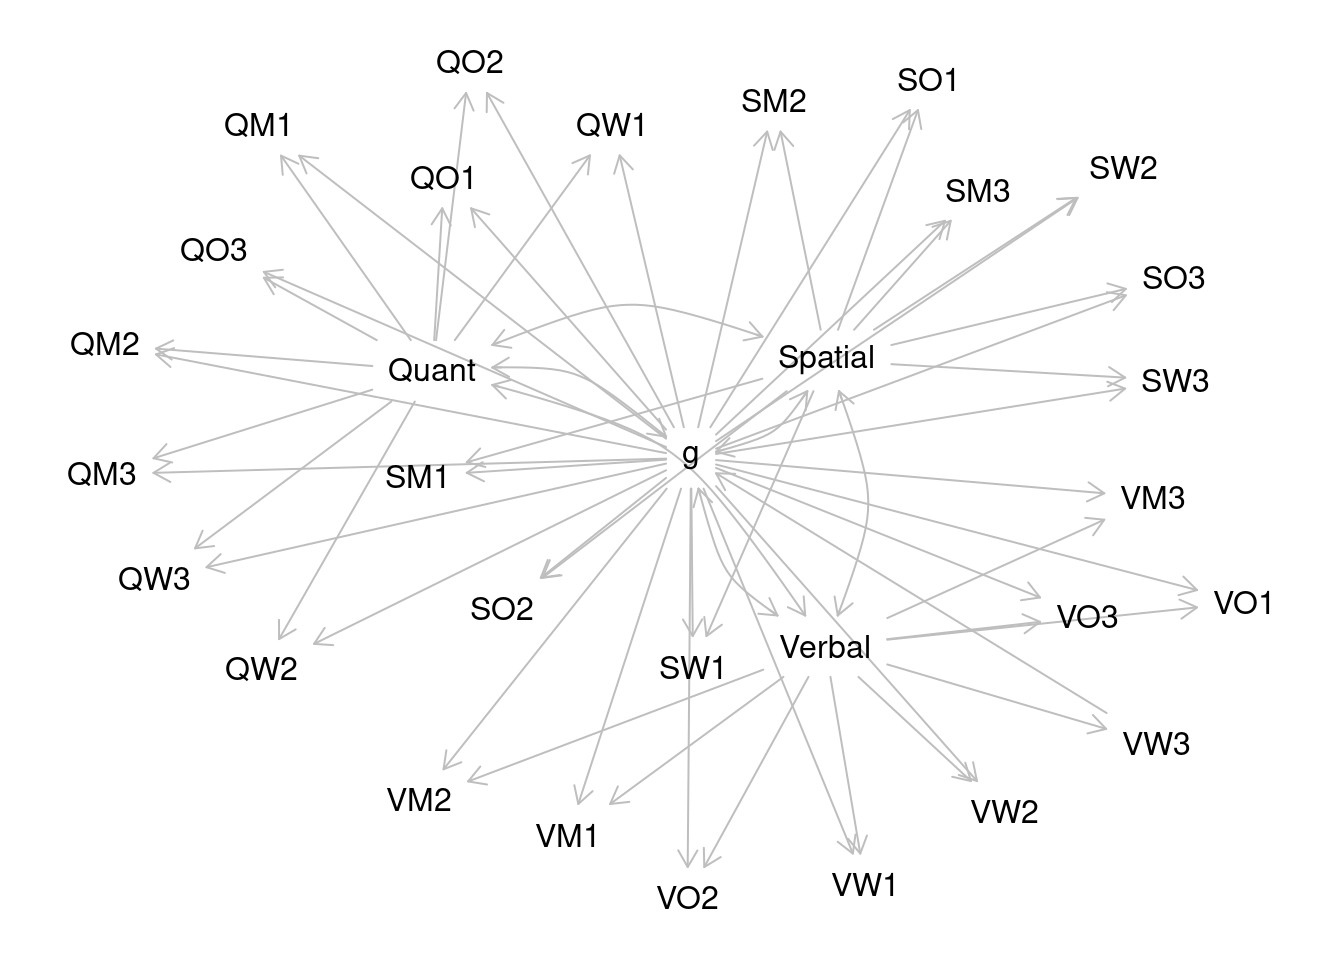 QO2
SO1
SM2
QM1
QW1
SW2
QO1
SM3
QO3
SO3
QM2
Spatial
Quant
SW3
g
QM3
SM1
VM3
QW3
SO2
VO1
VO3
Verbal
QW2
SW1
VW3
VM2
VW2
VM1
VW1
VO2